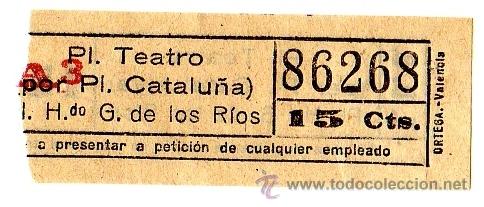 Pl. Teatro
por Pl. Cataluña)
l. H.do G. de los Ríos
a presentar a petición de cualquier empleado
A3
86268
15 Cts.
ORTEGA.-Valencia
www.todocoleccion.net